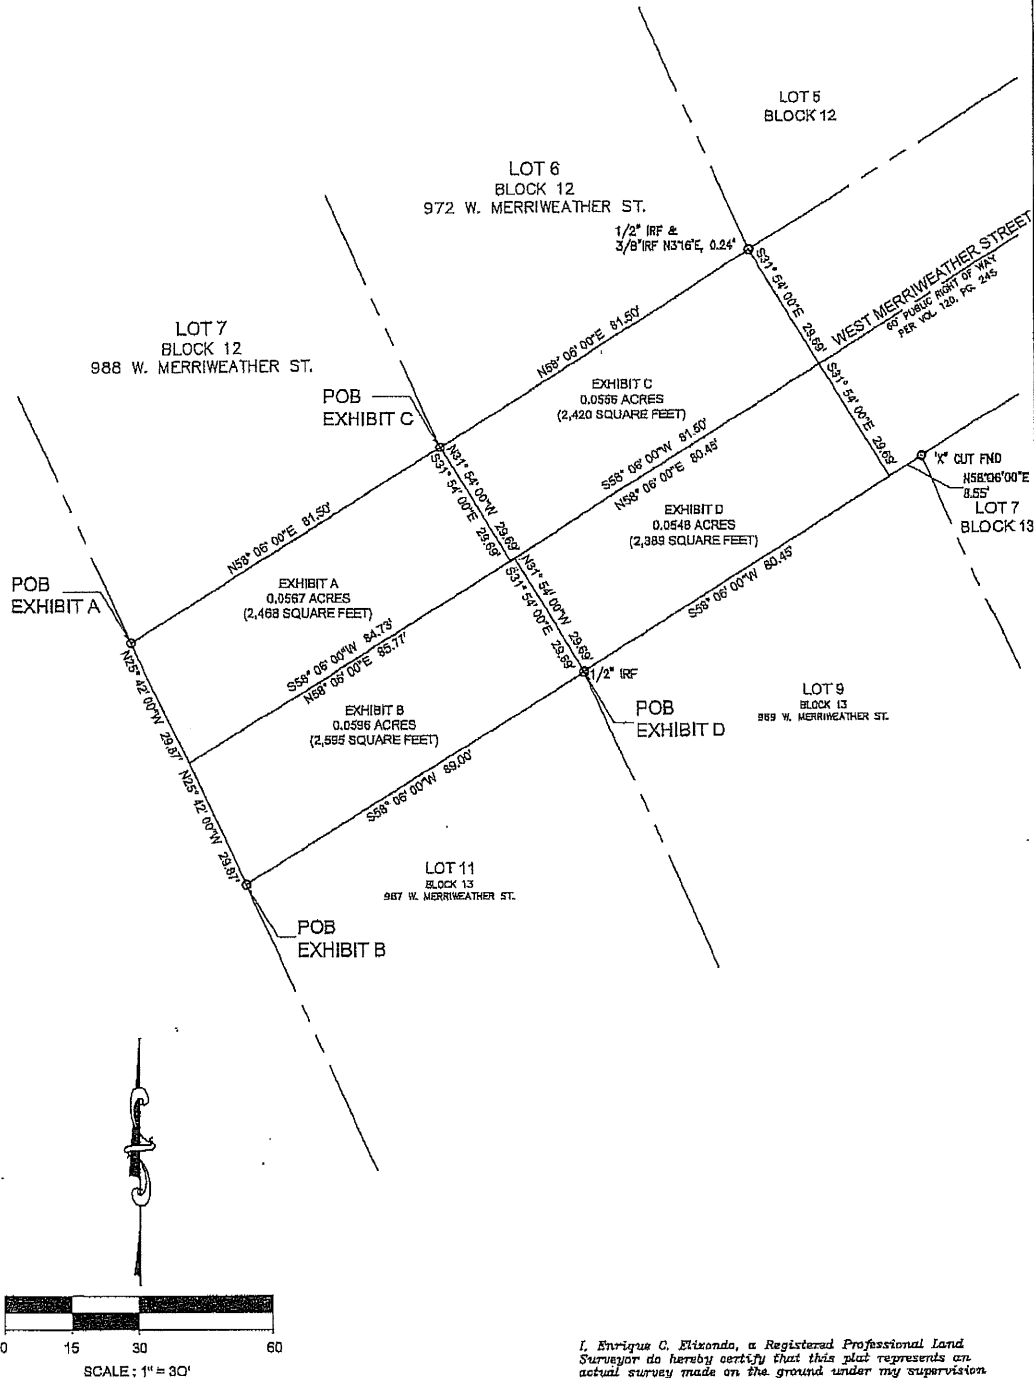 LOT 5
BLOCK 12
LOT 6
BLOCK 12
972 W. MERRIWEATHER ST.
1/2" IRF &
3/8"IRF N3°16'E, 0.24'
S31° 54' 00"E 29.69'
WEST MERRIWEATHER STREET
60' PUBLIC RIGHT OF WAY
PER VOL 120, PG. 245
LOT 7
BLOCK 12
988 W. MERRIWEATHER ST.
N58° 06' 00"E 81.50'
EXHIBIT C
0.0556 ACRES
(2,420 SQUARE FEET)
POB
EXHIBIT C
N31° 54' 00"W 29.69'
S31° 54' 00"E 29.69'
S58° 06' 00"W 81.50'
N58° 06' 00"E 80.45'
S31° 54' 00"E 29.69'
"X" CUT FND
N58°06'00"E
8.55'
LOT 7
BLOCK 13
EXHIBIT D
0.0548 ACRES
(2,389 SQUARE FEET)
N58° 06' 00"E 81.50'
POB
EXHIBIT A
EXHIBIT A
0.0567 ACRES
(2,468 SQUARE FEET)
N31° 54' 00"W 29.69'
S31° 54' 00"E 29.69'
S58° 06' 00"W 80.45'
N25° 42' 00"W 29.87'
S58° 06' 00"W 84.73'
N58° 06' 00"E 85.77'
1/2" IRF
POB
EXHIBIT D
LOT 9
BLOCK 13
969 W. MERRIWEATHER ST.
EXHIBIT B
0.0596 ACRES
(2,595 SQUARE FEET)
N25° 42' 00"W 29.87'
S58° 06' 00"W 89.00'
LOT 11
BLOCK 13
987 W. MERRIWEATHER ST.
POB
EXHIBIT B
0 15 30 60
SCALE: 1" = 30'
I, Enrique C. Elizondo, a Registered Professional Land
Surveyor do hereby certify that this plat represents an
actual survey made on the ground under my supervision